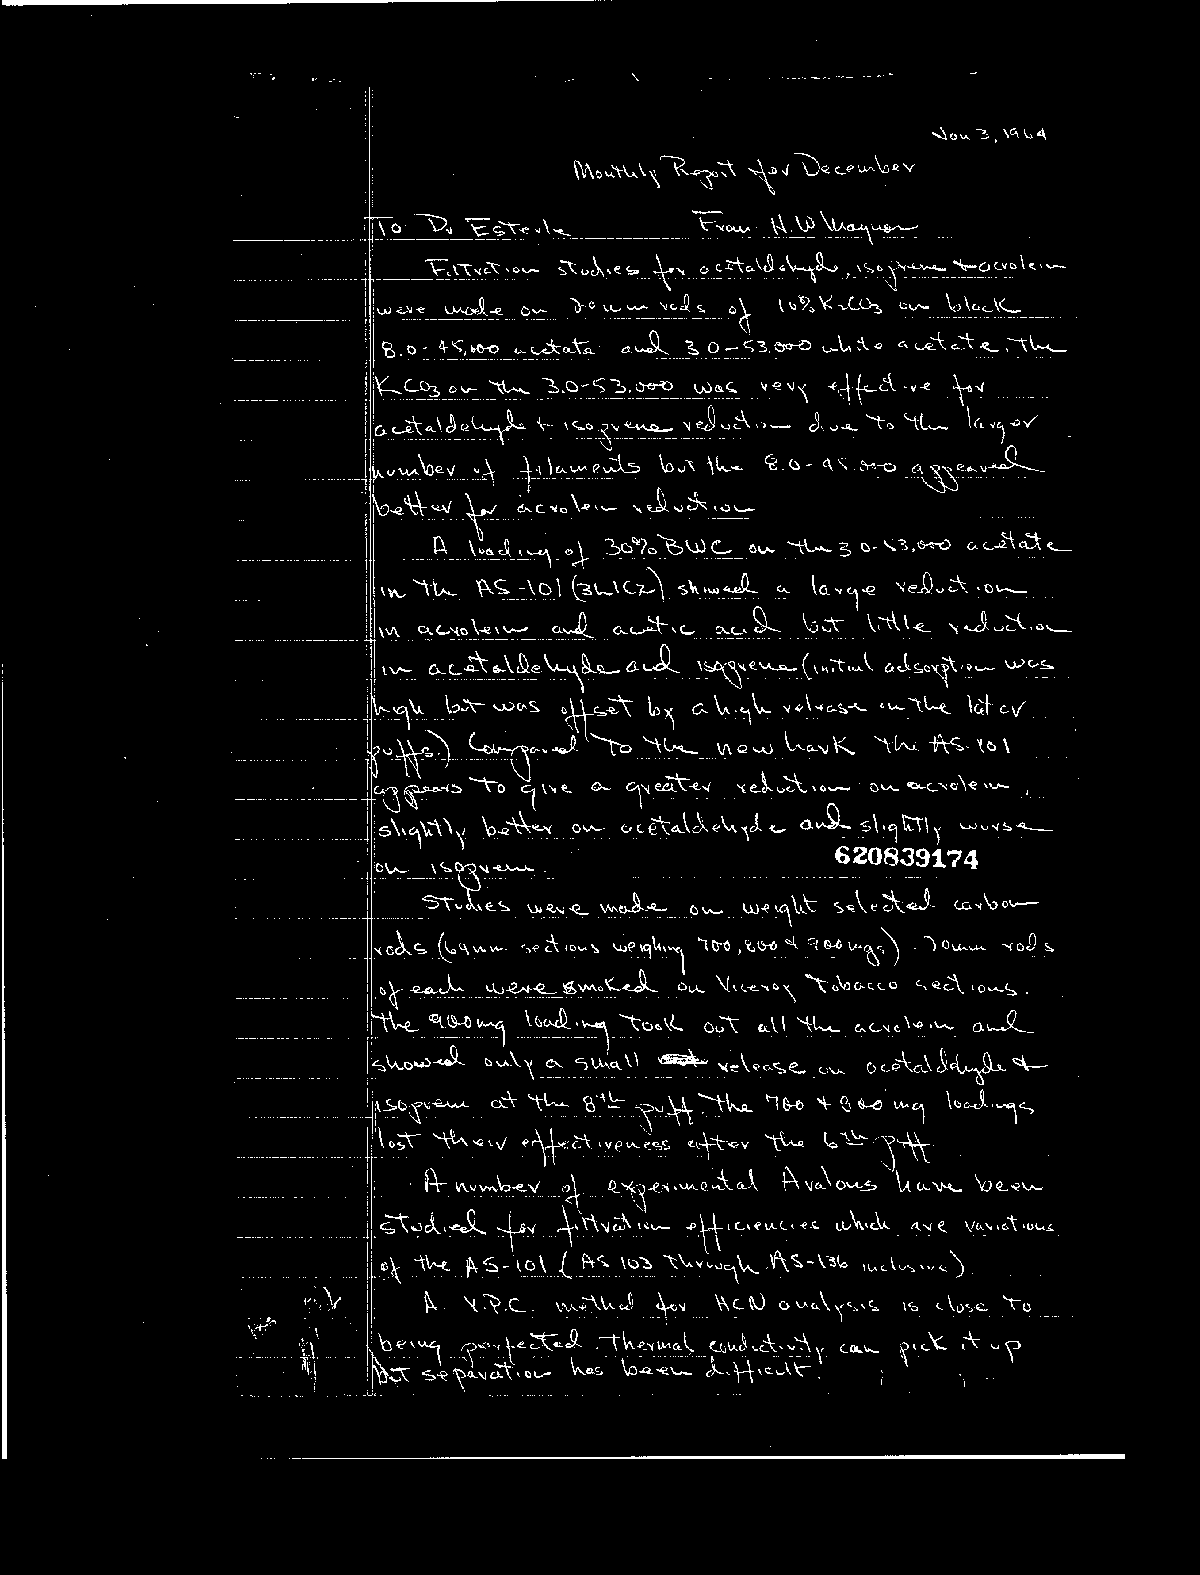 Jan 3, 1964
Monthly Report for December
To Dr Esterle From H.W.
Filtration studies for acetaldehyde, isoprene + acrolein
were made on 70mm rods of 10% K2CO3 on black
8.0-45,000 acetate and 3.0-53,000 white acetate. The
KCO3 on the 3.0-53,000 was very effective for
acetaldehyde + isoprene reduction due to the larger
number of filaments but the 8.0-45,000 appeared
better for acrolein reduction
A loading of 30% BWC on the 3.0-53,000 acetate
in the AS-101 showed a large reduction
in acrolein and acetic acid but little reduction
in acetaldehyde and isoprene (initial adsorption was
high but was offset by a high release in the later
puffs.) Compared to the new Lark the AS-101
appears to give a greater reduction on acrolein,
slightly better on acetaldehyde and slightly worse
on isoprene.
620839174
Studies were made on weight selected carbon
rods (69mm sections weighing 700, 800 + 900 mgs). 70mm rods
of each were smoked on Viceroy Tobacco sections.
The 900mg loading took out all the acrolein and
showed only a small release on acetaldehyde +
isoprene at the 8th puff. The 700 + 800 mg loadings
lost their effectiveness after the 6th puff
A number of experimental Avalons have been
studied for filtration efficiencies which are variations
of the AS-101 (AS 103 through AS-136 inclusive)
A V.P.C. method for HCN analysis is close to
being perfected. Thermal conductivity can pick it up
but separation has been difficult.